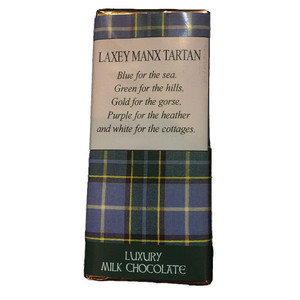 LAXEY MANX TARTAN
Blue for the sea.
Green for the hills,
Gold for the gorse.
Purple for the heather
and white for the cottages.
LUXURY
MILK CHOCOLATE